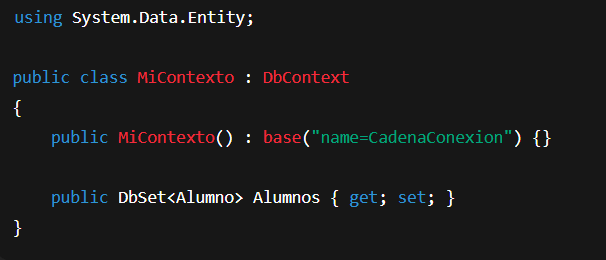 using System.Data.Entity;
public class MiContexto : DbContext
{
public MiContexto() : base("name=CadenaConexion") {}
public DbSet<Alumno> Alumnos { get; set; }
}